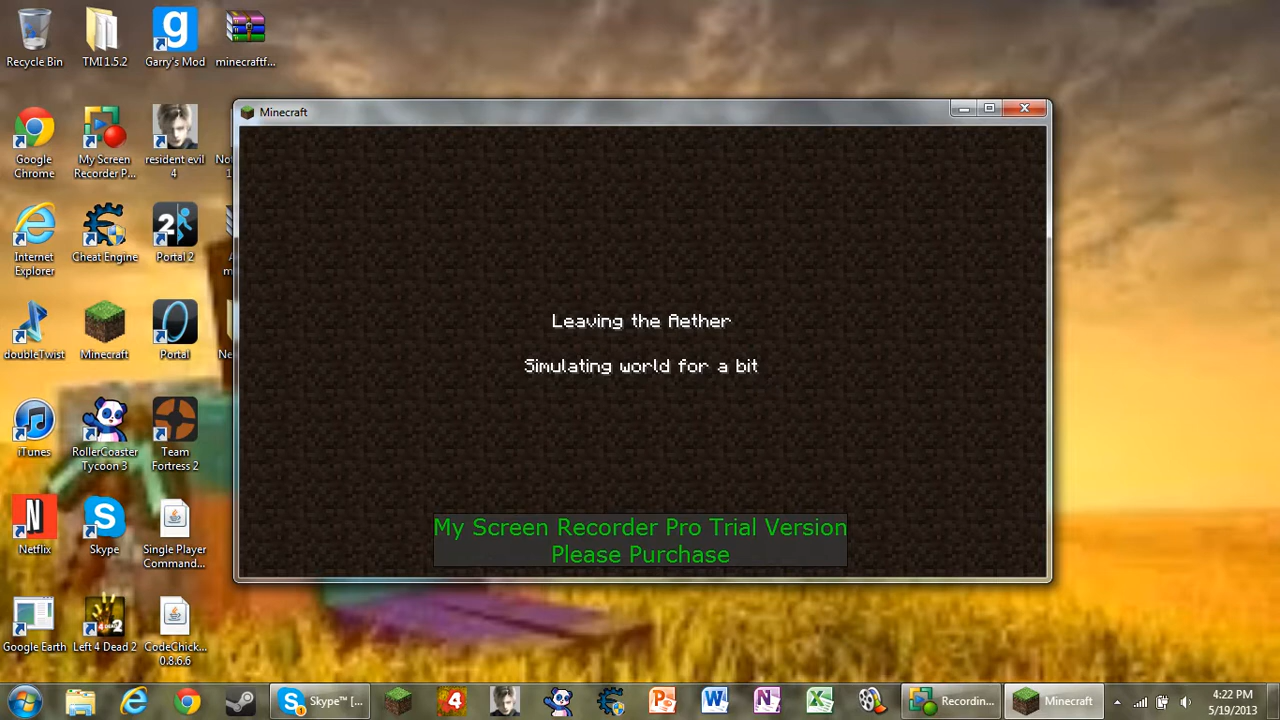 Recycle Bin
TMI 1.5.2
Garry's Mod
minecraftf...
Google
Chrome
My Screen
Recorder P...
resident evil
4
Internet
Explorer
Cheat Engine
Portal 2
doubleTwist
Minecraft
Portal
iTunes
RollerCoaster
Tycoon 3
Team
Fortress 2
Netflix
Skype
Single Player
Command...
Google Earth
Left 4 Dead 2
CodeChick...
0.8.6.6
Minecraft
Leaving the Aether
Simulating world for a bit
My Screen Recorder Pro Trial Version
Please Purchase
Skype™ [...
Recordin...
Minecraft
4:22 PM
5/19/2013